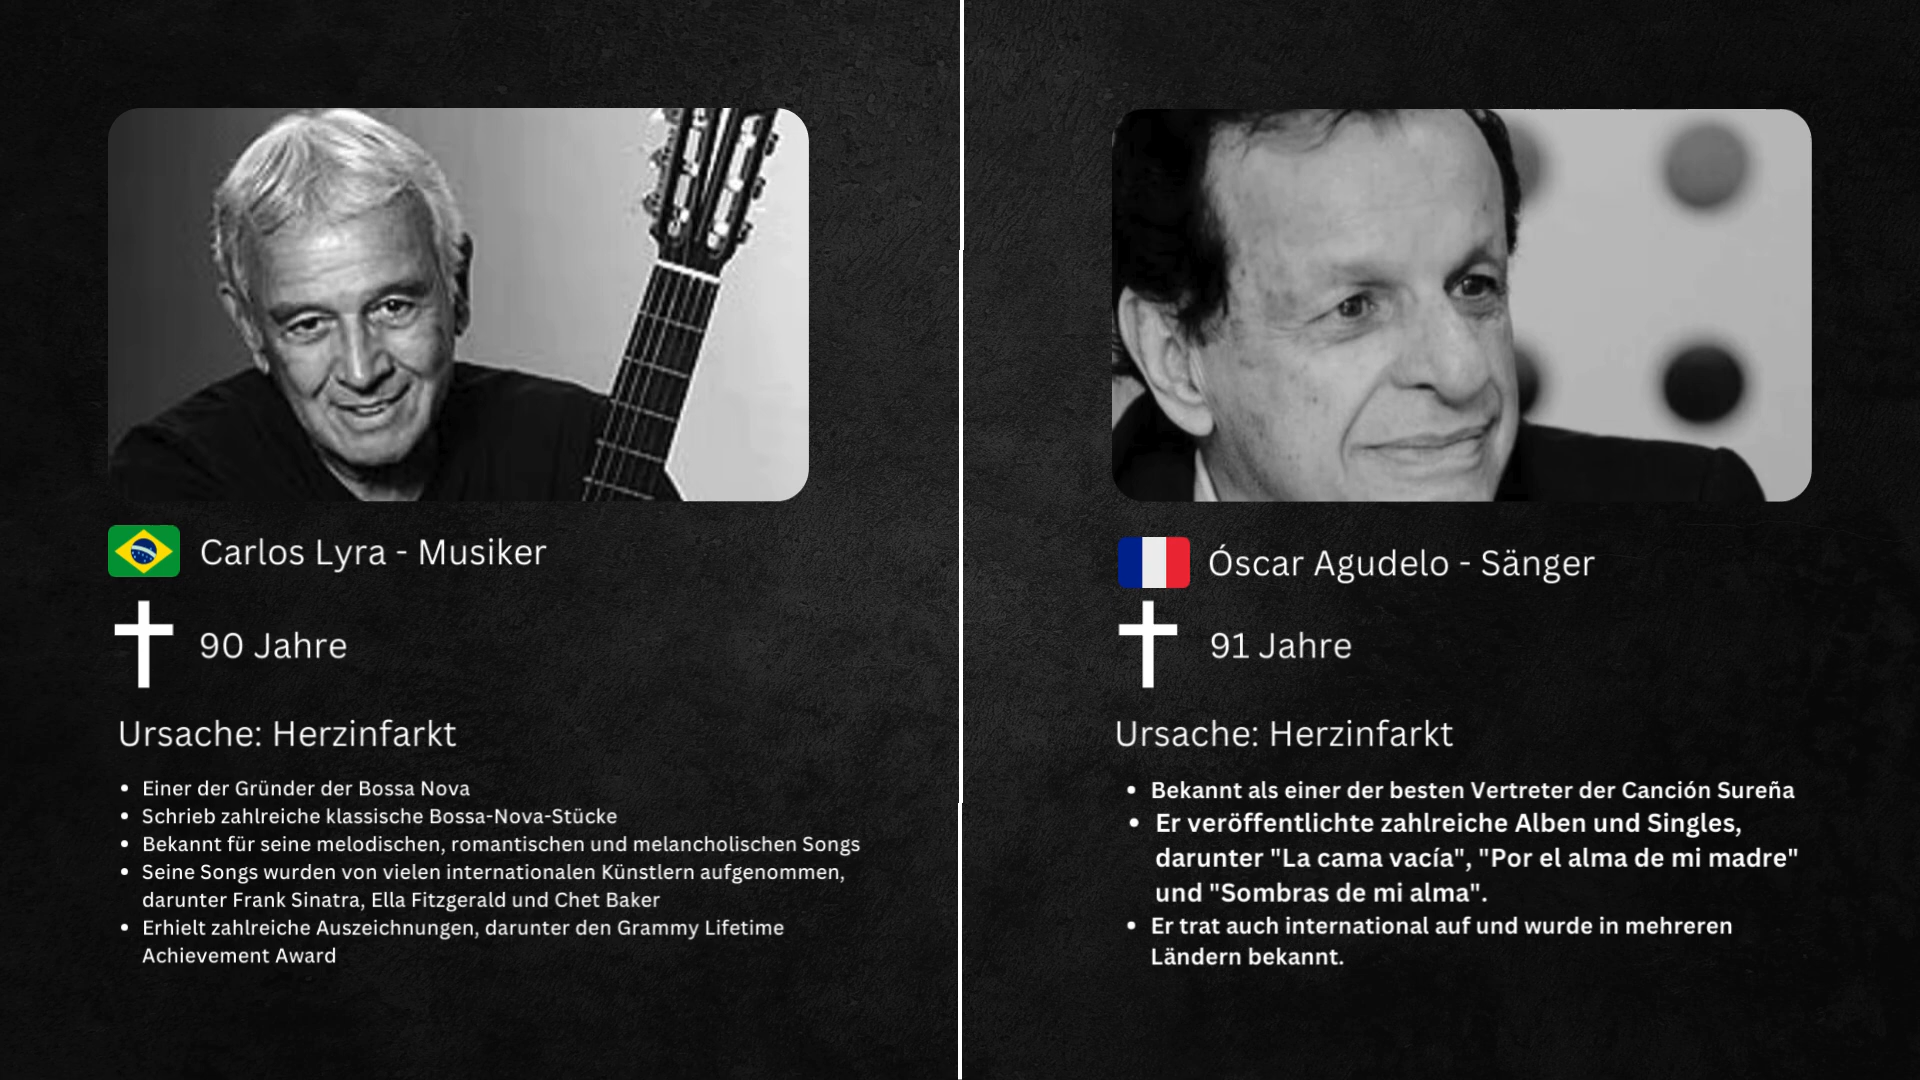 Carlos Lyra - Musiker
90 Jahre
Ursache: Herzinfarkt
Einer der Gründer der Bossa Nova
Schrieb zahlreiche klassische Bossa-Nova-Stücke
Bekannt für seine melodischen, romantischen und melancholischen Songs
Seine Songs wurden von vielen internationalen Künstlern aufgenommen,
darunter Frank Sinatra, Ella Fitzgerald und Chet Baker
Erhielt zahlreiche Auszeichnungen, darunter den Grammy Lifetime
Achievement Award
Óscar Agudelo - Sänger
91 Jahre
Ursache: Herzinfarkt
Bekannt als einer der besten Vertreter der Canción Sureña
Er veröffentlichte zahlreiche Alben und Singles,
darunter "La cama vacía", "Por el alma de mi madre"
und "Sombras de mi alma".
Er trat auch international auf und wurde in mehreren
Ländern bekannt.